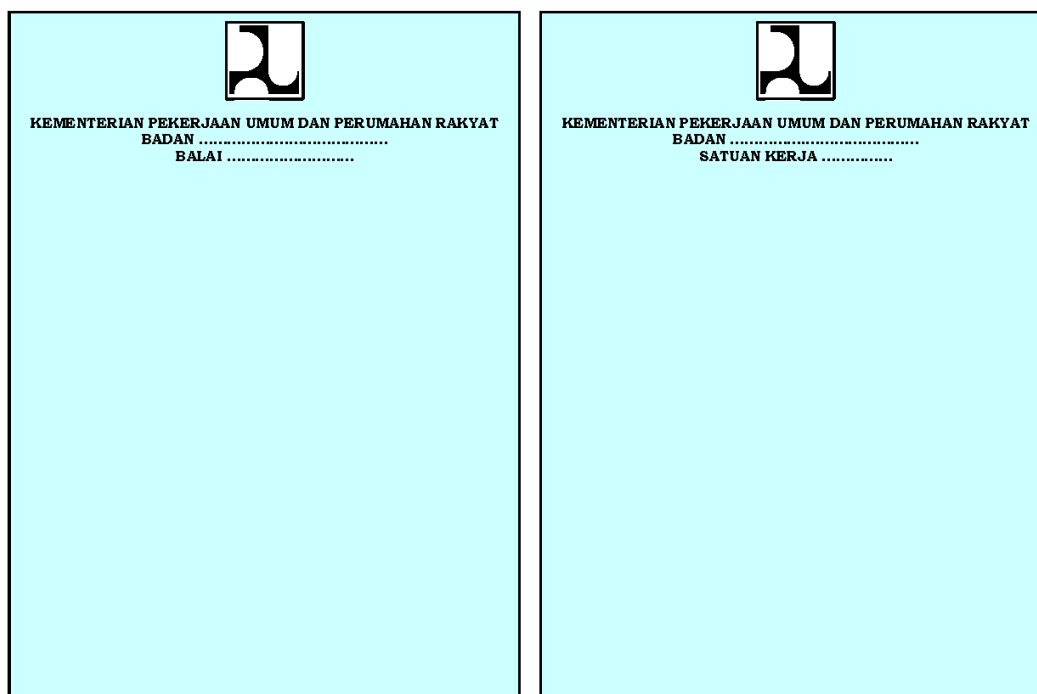 KEMENTERIAN PEKERJAAN UMUM DAN PERUMAHAN RAKYAT
BADAN ........................................
BALAI ...........................
KEMENTERIAN PEKERJAAN UMUM DAN PERUMAHAN RAKYAT
BADAN ........................................
SATUAN KERJA ...............